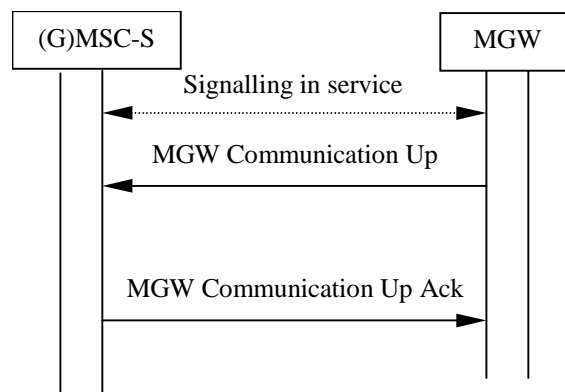 (G)MSC-S
MGW
Signalling in service
MGW Communication Up
MGW Communication Up Ack